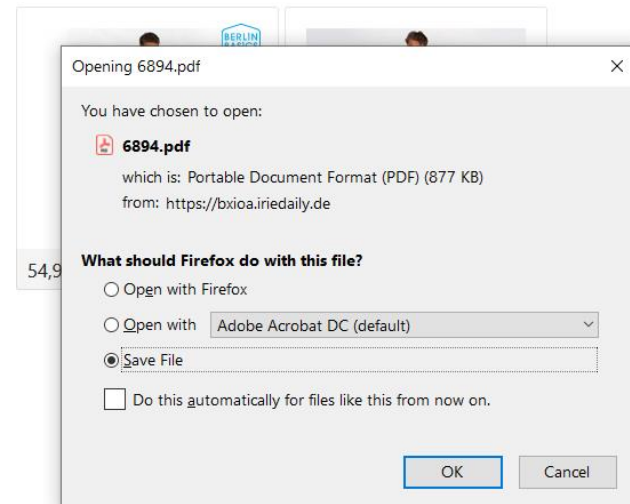 BERLIN
BASICS
Opening 6894.pdf
You have chosen to open:
6894.pdf
which is: Portable Document Format (PDF) (877 KB)
from: https://bxioa.iriedaily.de
54,9
What should Firefox do with this file?
Open with Firefox
Open with Adobe Acrobat DC (default)
Save File
Do this automatically for files like this from now on.
OK Cancel